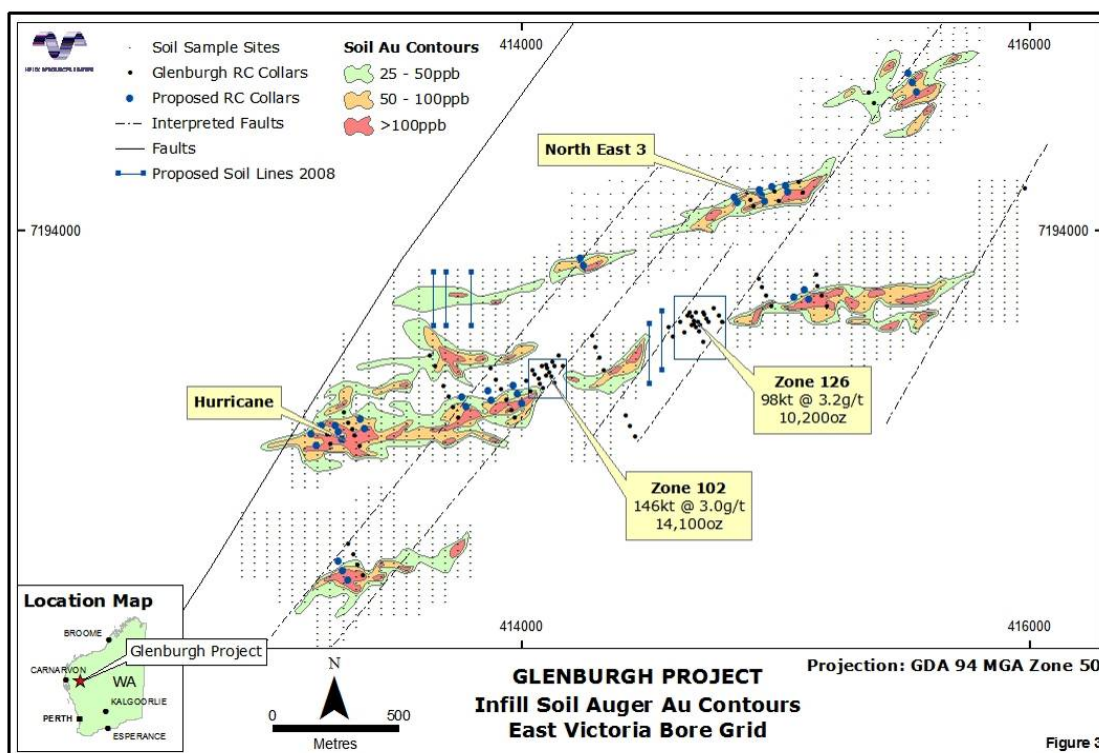 HELIX RESOURCES LIMITED
Soil Sample Sites
Glenburgh RC Collars
Proposed RC Collars
Interpreted Faults
Faults
Proposed Soil Lines 2008
Soil Au Contours
25 - 50ppb
50 - 100ppb
>100ppb
414000
416000
North East 3
7194000
7194000
Hurricane
Zone 126
98kt @ 3.2g/t
10,200oz
Zone 102
146kt @ 3.0g/t
14,100oz
Location Map
BROOME
Glenburgh Project
CARNARVON
WA
KALGOORLIE
PERTH
ESPERANCE
414000
416000
N
0
500
Metres
GLENBURGH PROJECT
Infill Soil Auger Au Contours
East Victoria Bore Grid
Projection: GDA 94 MGA Zone 50
Figure 3